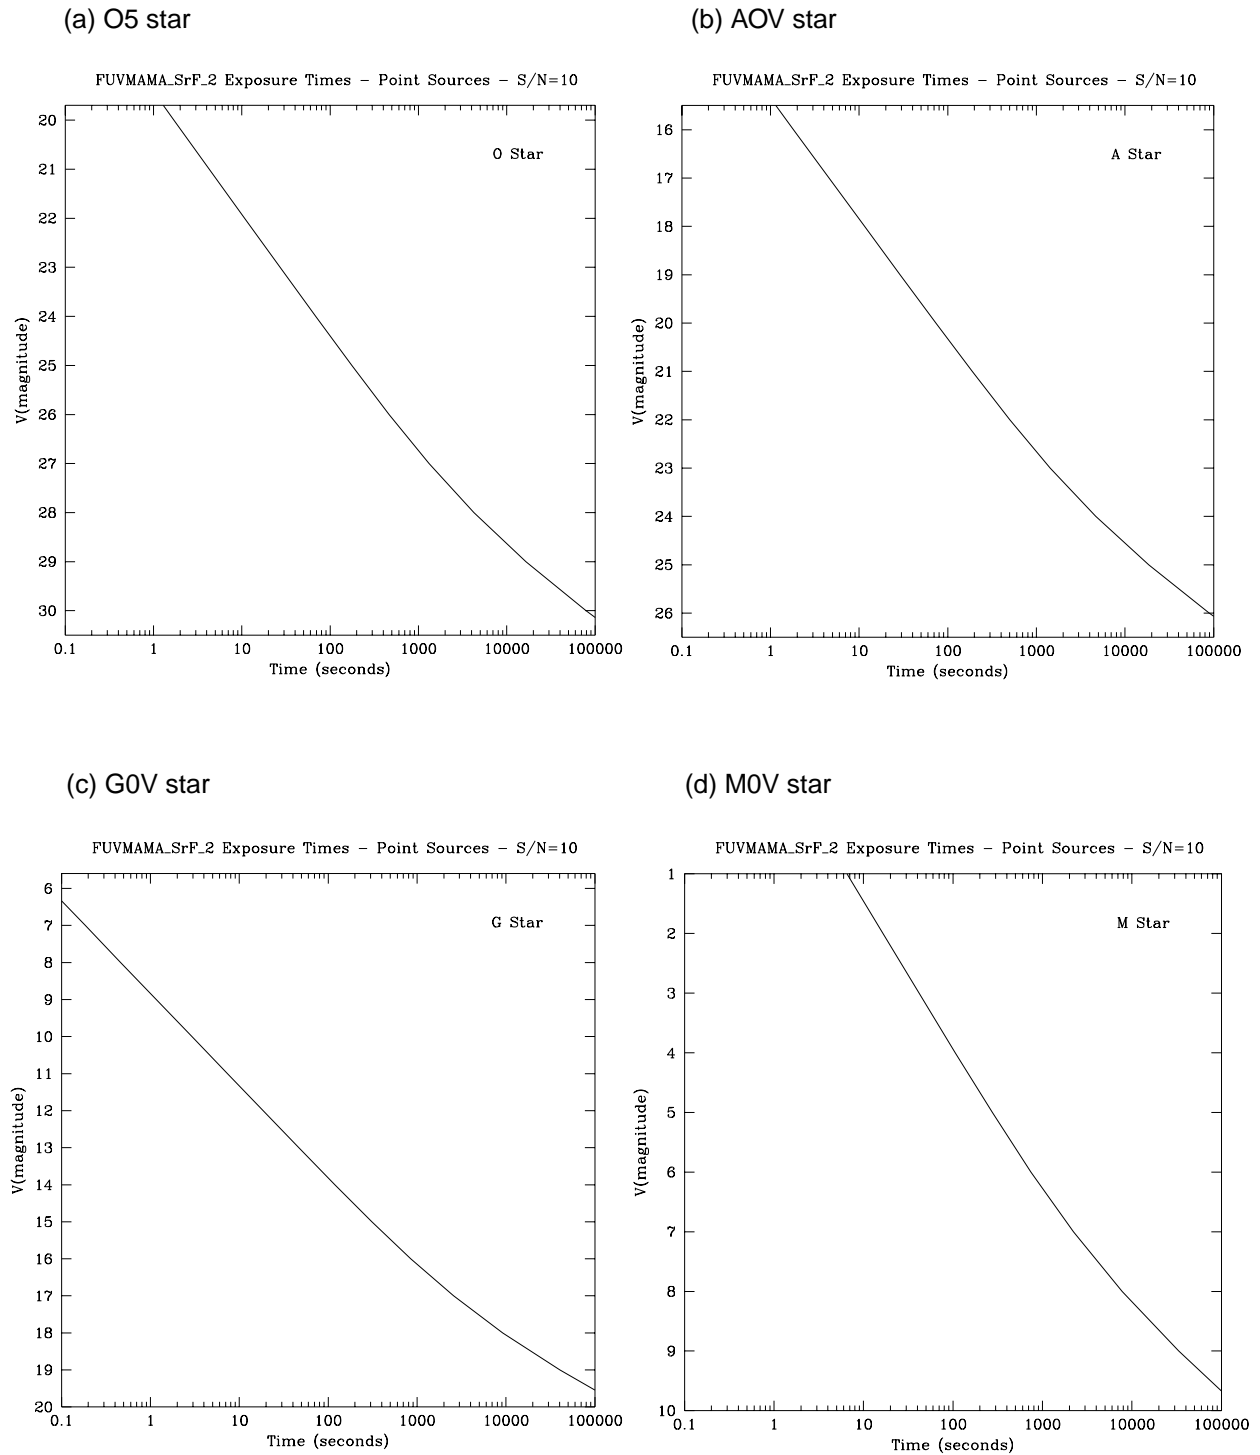 (a) O5 star
(b) AOV star
FUVMAMA_SrF_2 Exposure Times – Point Sources – S/N=10
O Star
20
21
22
23
24
25
26
27
28
29
30
V(magnitude)
0.1 1 10 100 1000 10000 100000
Time (seconds)
FUVMAMA_SrF_2 Exposure Times – Point Sources – S/N=10
A Star
16
17
18
19
20
21
22
23
24
25
26
V(magnitude)
0.1 1 10 100 1000 10000 100000
Time (seconds)
(c) G0V star
(d) M0V star
FUVMAMA_SrF_2 Exposure Times – Point Sources – S/N=10
G Star
6
7
8
9
10
11
12
13
14
15
16
17
18
19
20
V(magnitude)
0.1 1 10 100 1000 10000 100000
Time (seconds)
FUVMAMA_SrF_2 Exposure Times – Point Sources – S/N=10
M Star
1
2
3
4
5
6
7
8
9
10
V(magnitude)
0.1 1 10 100 1000 10000 100000
Time (seconds)